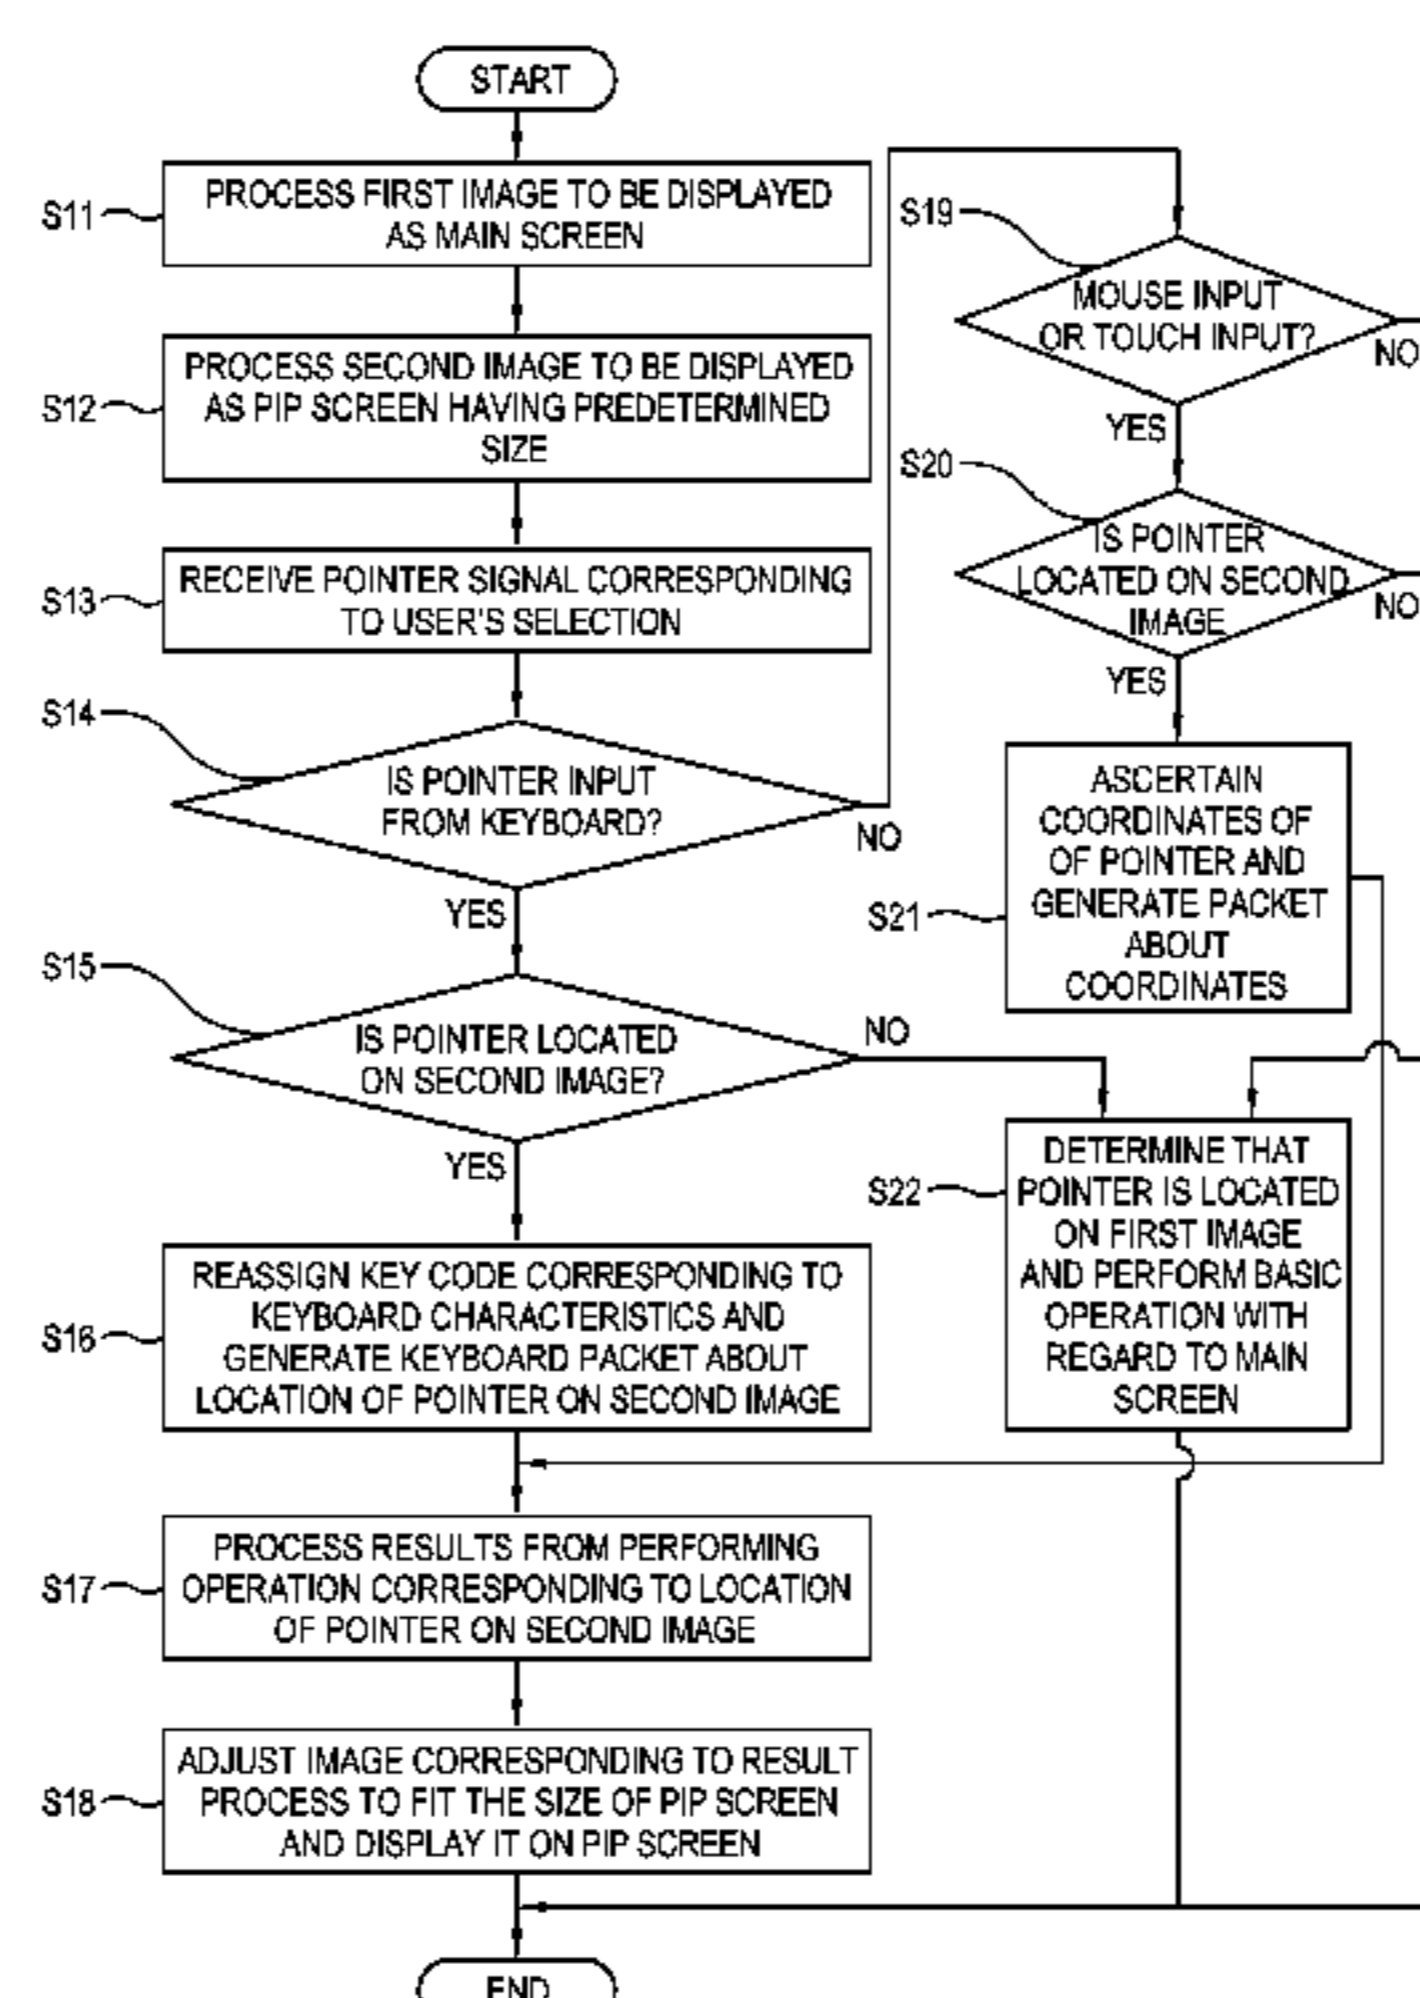 START
S11
PROCESS FIRST IMAGE TO BE DISPLAYED
AS MAIN SCREEN
S12
PROCESS SECOND IMAGE TO BE DISPLAYED
AS PIP SCREEN HAVING PREDETERMINED
SIZE
S13
RECEIVE POINTER SIGNAL CORRESPONDING
TO USER'S SELECTION
S14
IS POINTER INPUT
FROM KEYBOARD?
NO
YES
S15
IS POINTER LOCATED
ON SECOND IMAGE?
NO
YES
S16
REASSIGN KEY CODE CORRESPONDING TO
KEYBOARD CHARACTERISTICS AND
GENERATE KEYBOARD PACKET ABOUT
LOCATION OF POINTER ON SECOND IMAGE
S17
PROCESS RESULTS FROM PERFORMING
OPERATION CORRESPONDING TO LOCATION
OF POINTER ON SECOND IMAGE
S18
ADJUST IMAGE CORRESPONDING TO RESULT
PROCESS TO FIT THE SIZE OF PIP SCREEN
AND DISPLAY IT ON PIP SCREEN
END
S19
MOUSE INPUT
OR TOUCH INPUT?
NO
YES
S20
IS POINTER
LOCATED ON SECOND
IMAGE
NO
YES
S21
ASCERTAIN
COORDINATES OF
OF POINTER AND
GENERATE PACKET
ABOUT
COORDINATES
S22
DETERMINE THAT
POINTER IS LOCATED
ON FIRST IMAGE
AND PERFORM BASIC
OPERATION WITH
REGARD TO MAIN
SCREEN